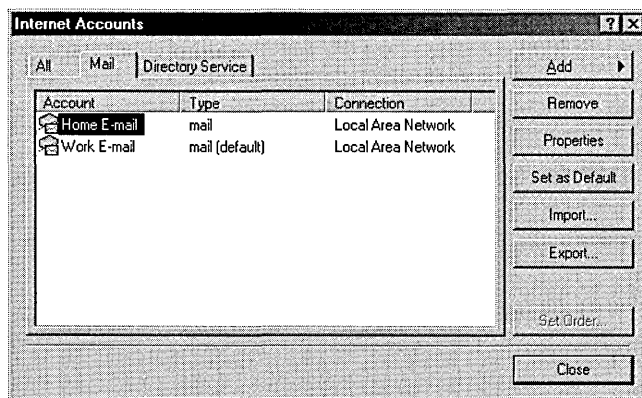 Internet Accounts
All Mail Directory Service
Account Type Connection
Home E-mail mail Local Area Network
Work E-mail mail (default) Local Area Network
Add
Remove
Properties
Set as Default
Import...
Export...
Set Order...
Close